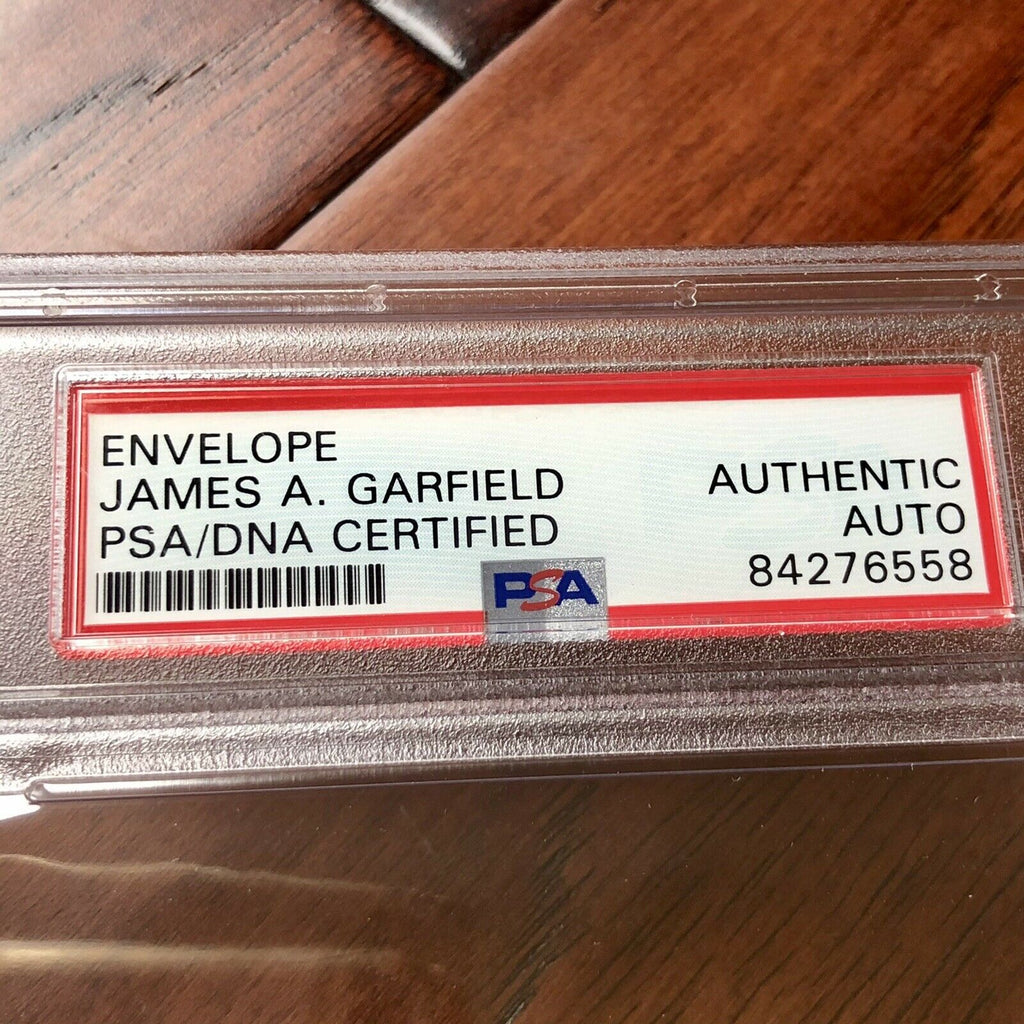 ENVELOPE
JAMES A. GARFIELD
PSA/DNA CERTIFIED
AUTHENTIC
AUTO
84276558
PSA